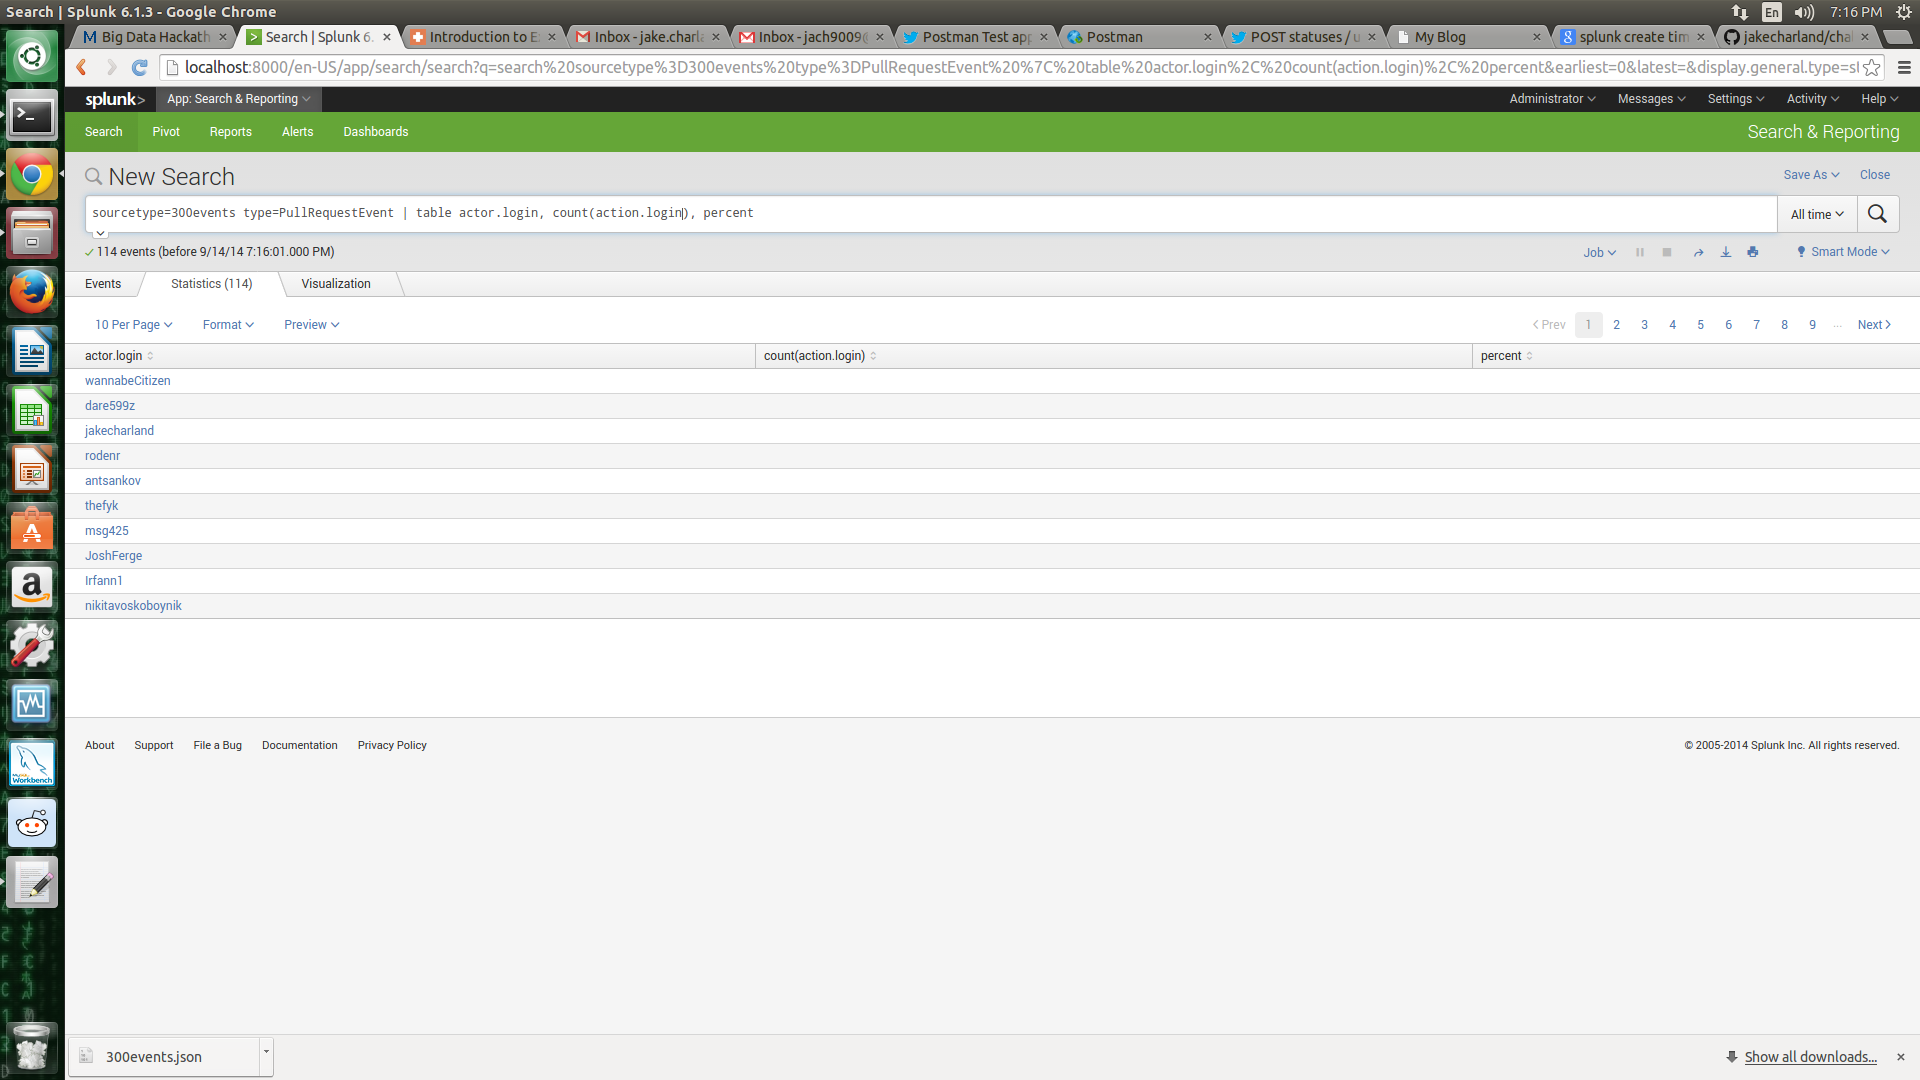 Search | Splunk 6.1.3 - Google Chrome
En
7:16 PM
Big Data Hackath
Search | Splunk 6.
Introduction to E
Inbox - jake.charla
Inbox - jach9009@
Postman Test app
Postman
POST statuses / u
My Blog
splunk create tim
jakecharland/chal
localhost:8000/en-US/app/search/search?q=search%20sourcetype%3D300events%20type%3DPullRequestEvent%20%7C%20table%20actor.login%2C%20count(action.login)%2C%20percent&earliest=0&latest=&display.general.type=s
splunk>
App: Search & Reporting
Administrator
Messages
Settings
Activity
Help
Search
Pivot
Reports
Alerts
Dashboards
Search & Reporting
New Search
Save As
Close
sourcetype=300events type=PullRequestEvent | table actor.login, count(action.login), percent
All time
114 events (before 9/14/14 7:16:01.000 PM)
Job
Smart Mode
Events
Statistics (114)
Visualization
10 Per Page
Format
Preview
Prev
1
2
3
4
5
6
7
8
9
...
Next
actor.login
count(action.login)
percent
wannabeCitizen
dare599z
jakecharland
rodenr
antsankov
thefyk
msg425
JoshFerge
Irfann1
nikitavoskoboynik
About
Support
File a Bug
Documentation
Privacy Policy
© 2005-2014 Splunk Inc. All rights reserved.
Workbench
300events.json
Show all downloads...